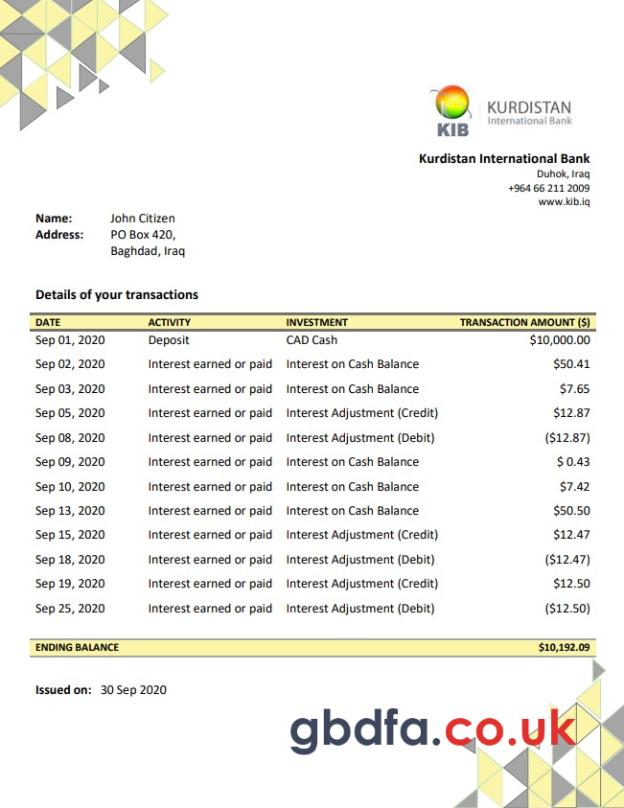 KIB
KURDISTAN
International Bank
Kurdistan International Bank
Duhok, Iraq
+964 66 211 2009
www.kib.iq
Name: John Citizen
Address: PO Box 420,
Baghdad, Iraq
Details of your transactions
DATE ACTIVITY INVESTMENT TRANSACTION AMOUNT ($)
Sep 01, 2020 Deposit CAD Cash $10,000.00
Sep 02, 2020 Interest earned or paid Interest on Cash Balance $50.41
Sep 03, 2020 Interest earned or paid Interest on Cash Balance $7.65
Sep 05, 2020 Interest earned or paid Interest Adjustment (Credit) $12.87
Sep 08, 2020 Interest earned or paid Interest Adjustment (Debit) ($12.87)
Sep 09, 2020 Interest earned or paid Interest on Cash Balance $ 0.43
Sep 10, 2020 Interest earned or paid Interest on Cash Balance $7.42
Sep 13, 2020 Interest earned or paid Interest on Cash Balance $50.50
Sep 15, 2020 Interest earned or paid Interest Adjustment (Credit) $12.47
Sep 18, 2020 Interest earned or paid Interest Adjustment (Debit) ($12.47)
Sep 19, 2020 Interest earned or paid Interest Adjustment (Credit) $12.50
Sep 25, 2020 Interest earned or paid Interest Adjustment (Debit) ($12.50)
ENDING BALANCE $10,192.09
Issued on: 30 Sep 2020
gbdfa.co.uk